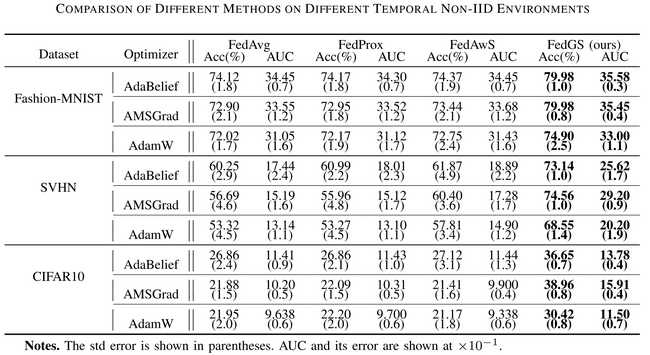 COMPARISON OF DIFFERENT METHODS ON DIFFERENT TEMPORAL NON-IID ENVIRONMENTS
Dataset Optimizer FedAvg FedProx FedAwS FedGS (ours)
Acc(%) AUC Acc(%) AUC Acc(%) AUC Acc(%) AUC
Fashion-MNIST AdaBelief 74.12 34.45 74.17 34.30 74.37 34.45 79.98 35.58
(1.8) (0.7) (1.8) (0.7) (1.9) (0.7) (1.0) (0.3)
AMSGrad 72.90 33.55 72.95 33.52 73.44 33.68 79.98 35.45
(2.1) (1.2) (1.8) (1.2) (2.1) (1.2) (0.8) (0.4)
AdamW 72.02 31.05 72.17 31.12 72.75 31.43 74.90 33.00
(1.7) (1.6) (1.9) (1.7) (2.4) (1.6) (2.5) (1.1)
SVHN AdaBelief 60.25 17.44 60.99 18.01 61.87 18.89 73.14 25.62
(2.9) (2.4) (2.2) (2.3) (4.9) (2.2) (1.0) (1.7)
AMSGrad 56.69 15.19 55.96 15.12 60.40 17.28 74.56 29.20
(4.6) (1.6) (4.8) (1.7) (3.6) (1.7) (1.0) (0.9)
AdamW 53.32 13.14 53.27 13.10 57.81 14.90 68.55 20.20
(4.5) (1.1) (4.5) (1.1) (3.4) (1.2) (1.4) (1.9)
CIFAR10 AdaBelief 26.86 11.41 26.86 11.43 27.12 11.44 36.65 13.78
(2.4) (0.9) (2.1) (1.0) (3.1) (1.3) (0.7) (0.4)
AMSGrad 21.88 10.20 22.09 10.31 21.41 9.900 38.96 15.91
(1.5) (0.5) (1.5) (0.5) (1.8) (0.4) (0.8) (0.4)
AdamW 21.95 9.638 22.20 9.700 21.17 9.338 30.42 11.50
(2.0) (0.6) (2.0) (0.6) (1.8) (0.6) (0.8) (0.7)
Notes. The std error is shown in parentheses. AUC and its error are shown at ×10⁻¹.